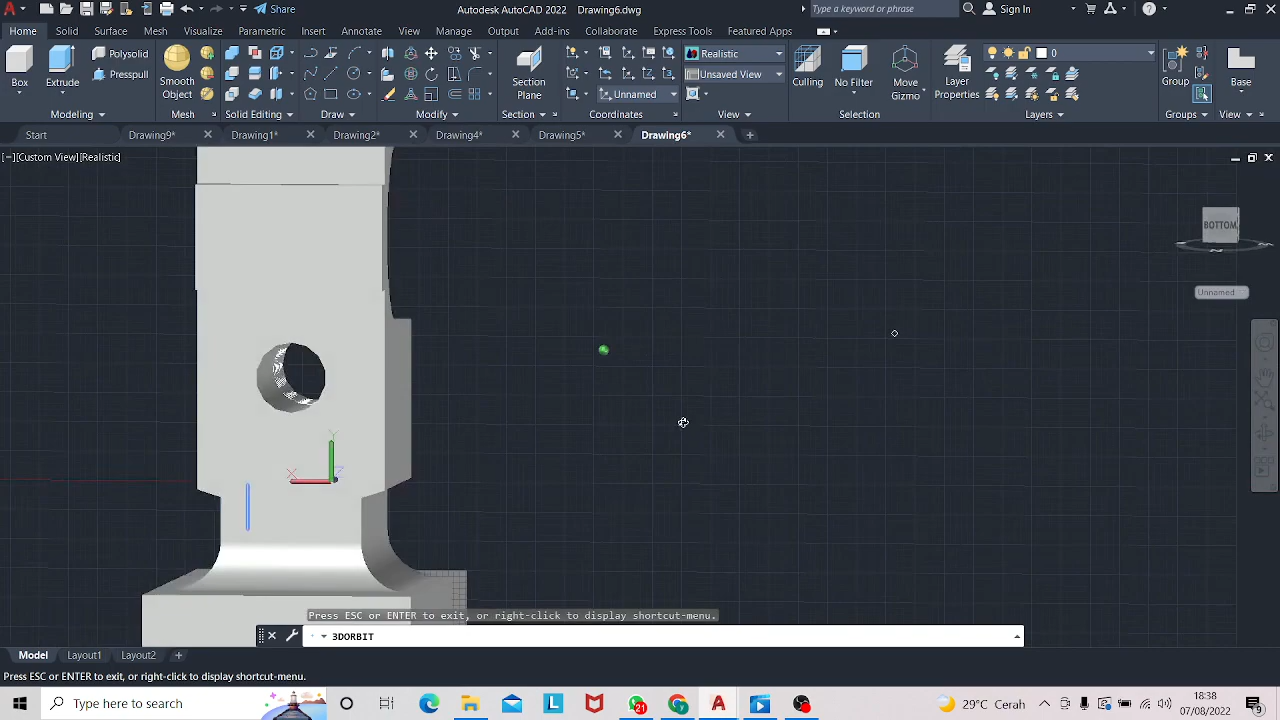 Share
Autodesk AutoCAD 2022 Drawing6.dwg
Type a keyword or phrase
Sign In
Home Solid Surface Mesh Visualize Parametric Insert Annotate View Manage Output Add-ins Collaborate Express Tools Featured Apps
Box
Extrude
Polysolid
Presspull
Smooth
Object
Section
Plane
Unnamed
Realistic
Unsaved View
Culling
No Filter
Move
Gizmo
Layer
Properties
0
Group
Base
Modeling Mesh Solid Editing Draw Modify Section Coordinates View Selection Layers Groups View
Start Drawing9* Drawing1* Drawing2* Drawing4* Drawing5* Drawing6*
[−][Custom View][Realistic]
BOTTOM
Unnamed
Y
X
Z
Press ESC or ENTER to exit, or right-click to display shortcut-menu.
3DORBIT
Model Layout1 Layout2
Press ESC or ENTER to exit, or right-click to display shortcut-menu.
Type here to search
21
29°C Cerah
18:38
07/08/2022